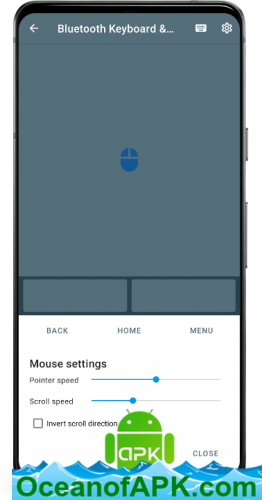 Bluetooth Keyboard &...
BACK HOME MENU
Mouse settings
Pointer speed
Scroll speed
Invert scroll direction
CLOSE
apk
OceanofAPK.com